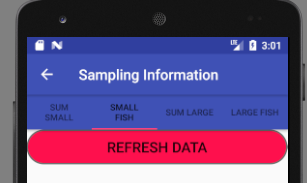 3:01
Sampling Information
SUM SMALL
SMALL FISH
SUM LARGE
LARGE FISH
REFRESH DATA